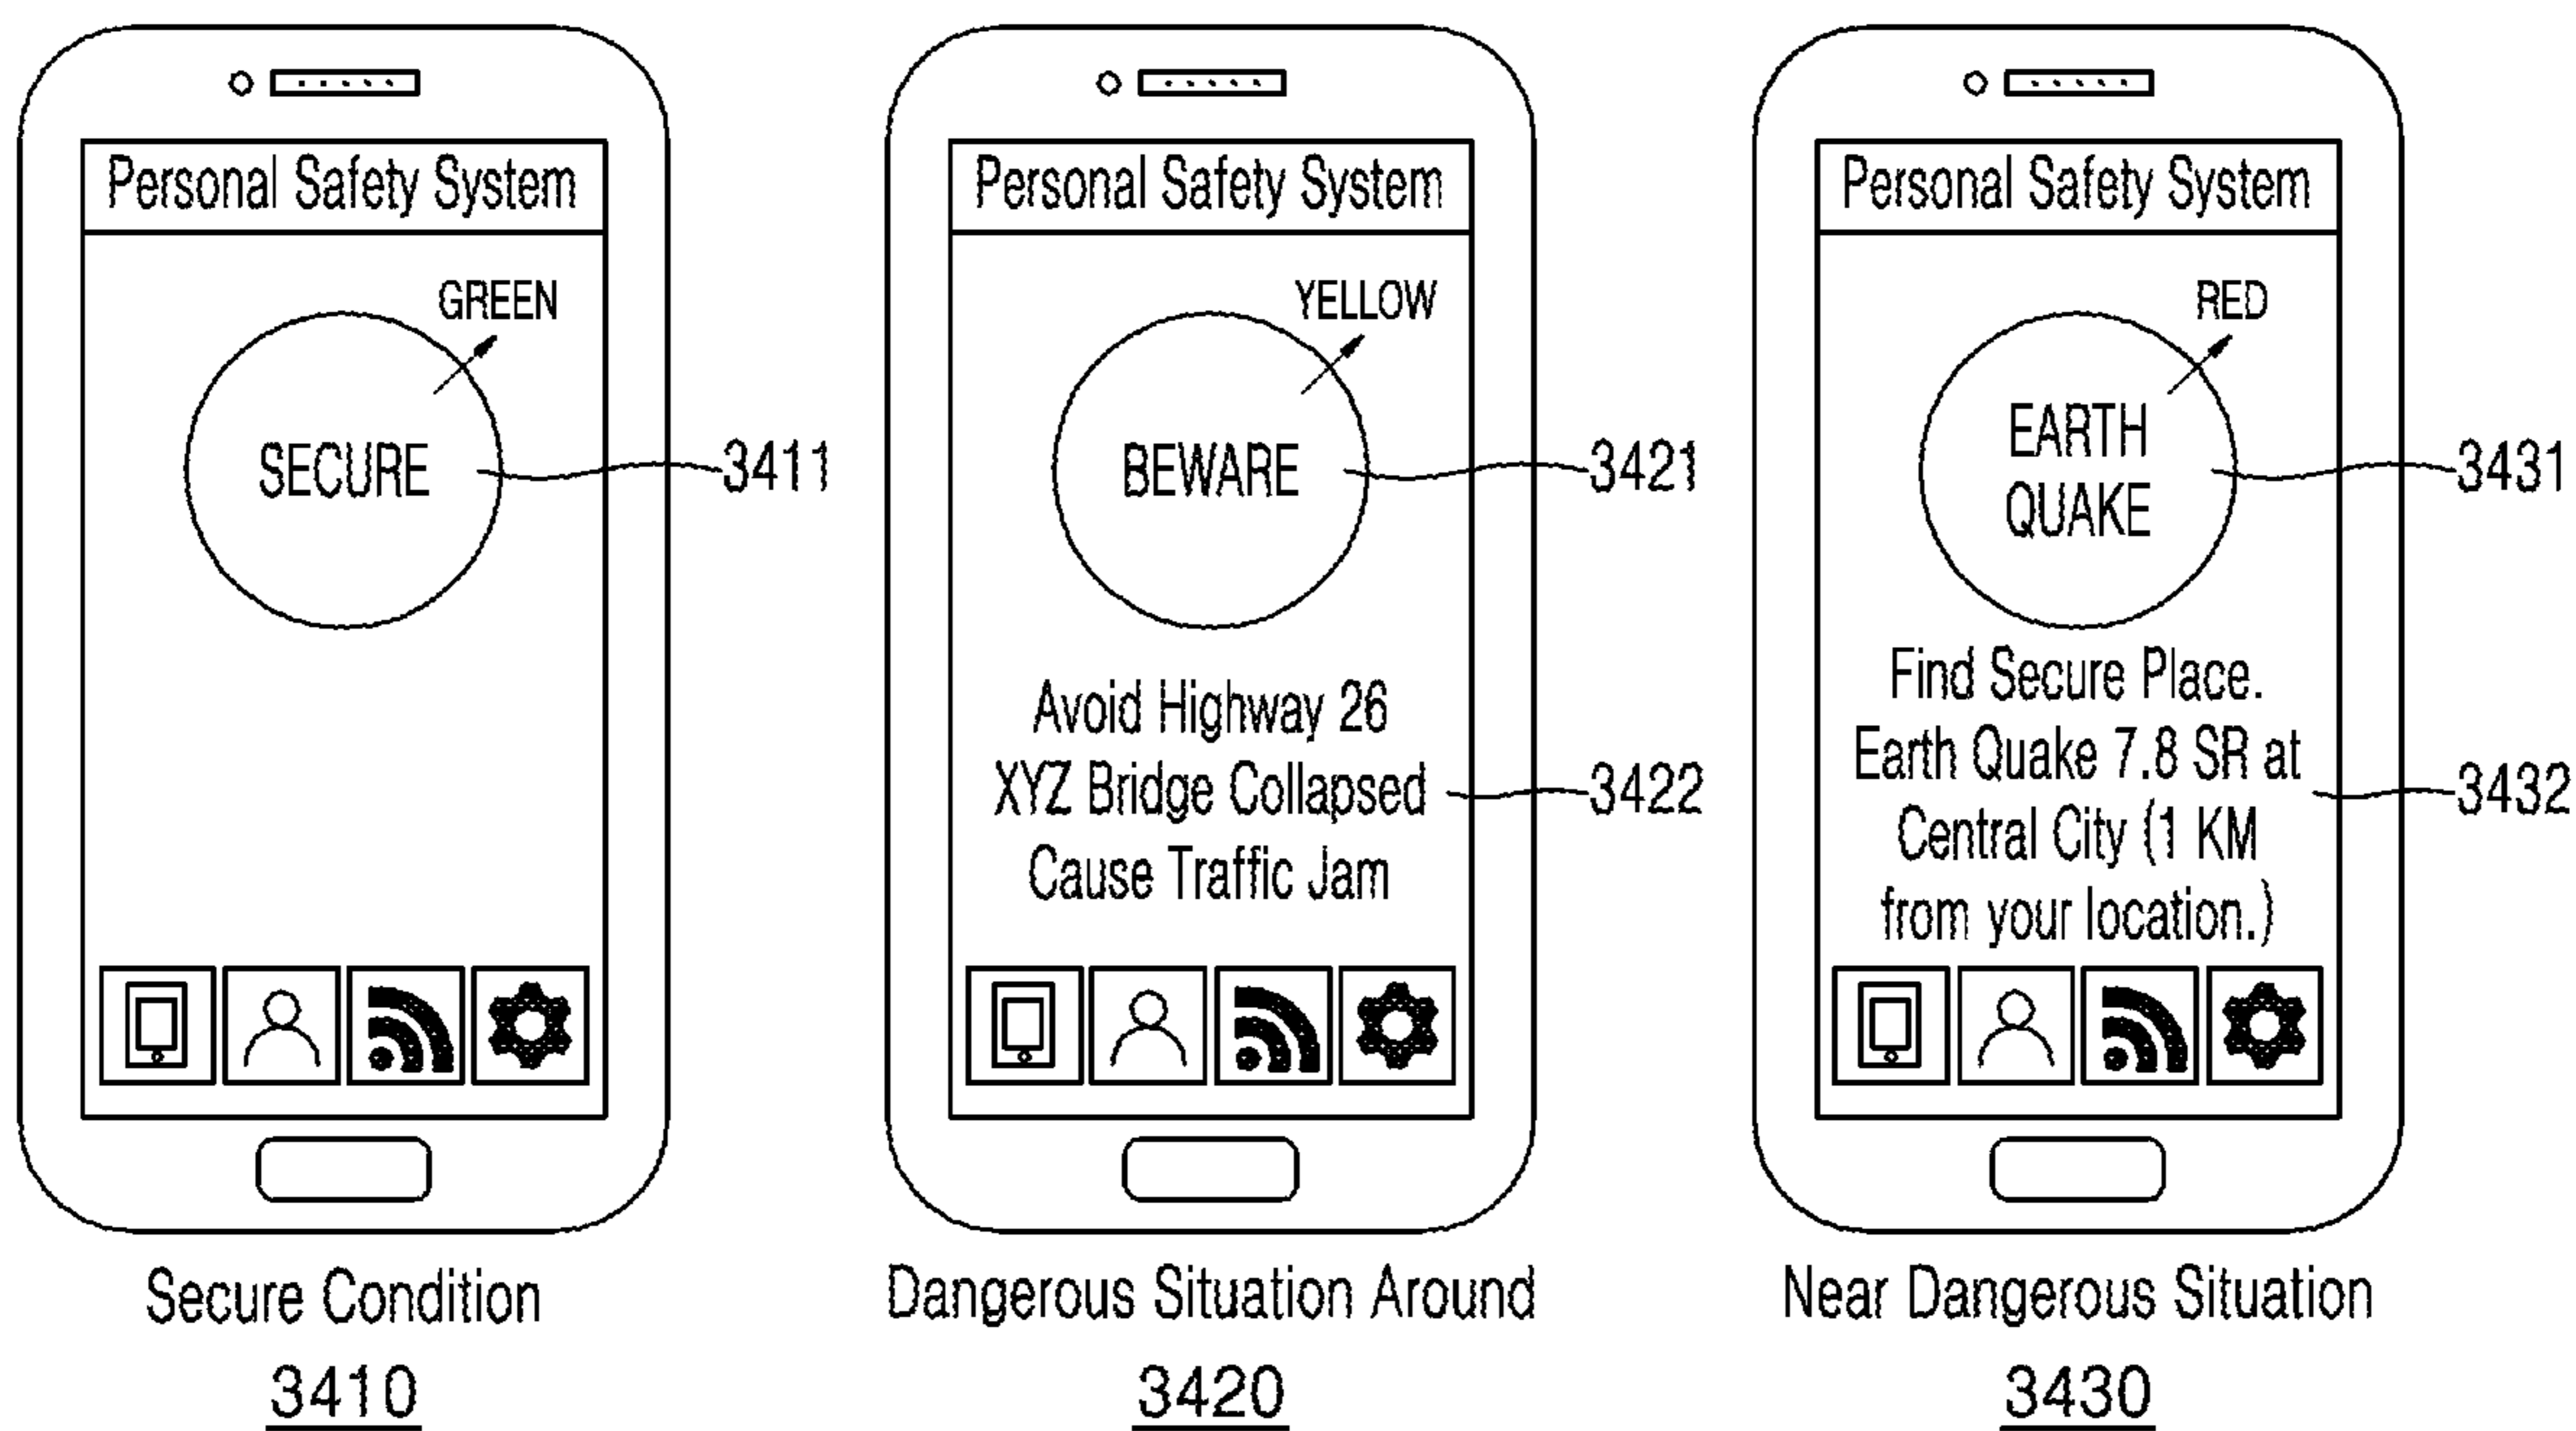 Personal Safety System
GREEN
SECURE
3411
Secure Condition
3410
Personal Safety System
YELLOW
BEWARE
3421
Avoid Highway 26
XYZ Bridge Collapsed
Cause Traffic Jam
3422
Dangerous Situation Around
3420
Personal Safety System
RED
EARTH
QUAKE
3431
Find Secure Place.
Earth Quake 7.8 SR at
Central City (1 KM
from your location.)
3432
Near Dangerous Situation
3430